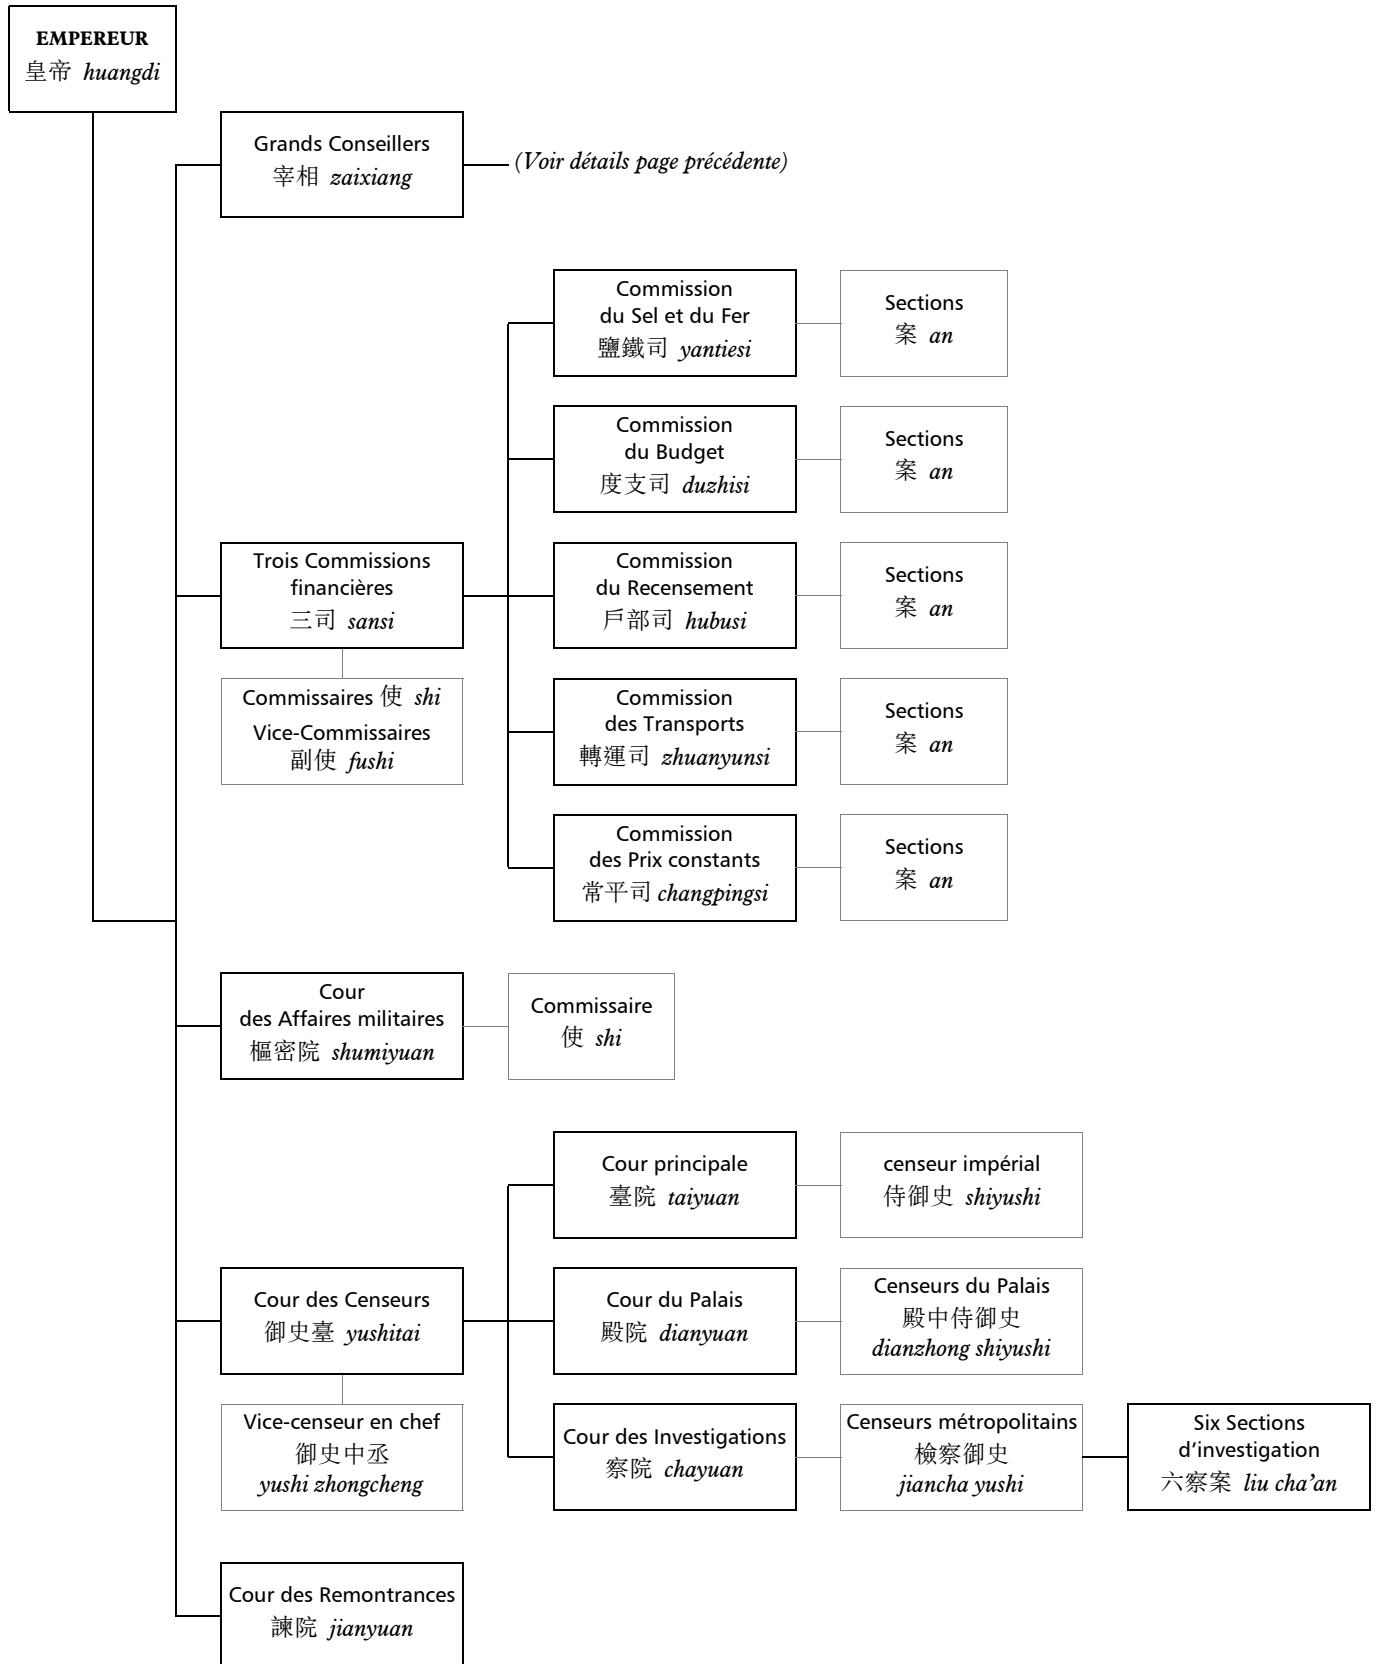 EMPEREUR
皇帝 huangdi
Grands Conseillers
宰相 zaixiang
(Voir détails page précédente)
Commission
du Sel et du Fer
鹽鐵司 yantiesi
Sections
案 an
Commission
du Budget
度支司 duzhisi
Sections
案 an
Trois Commissions
financières
三司 sansi
Commission
du Recensement
戶部司 hubusi
Sections
案 an
Commissaires 使 shi
Vice-Commissaires
副使 fushi
Commission
des Transports
轉運司 zhuanyunsi
Sections
案 an
Commission
des Prix constants
常平司 changpingsi
Sections
案 an
Cour
des Affaires militaires
樞密院 shumiyuan
Commissaire
使 shi
Cour principale
臺院 taiyuan
censeur impérial
侍御史 shiyushi
Cour des Censeurs
御史臺 yushitai
Cour du Palais
殿院 dianyuan
Censeurs du Palais
殿中侍御史
dianzhong shiyushi
Vice-censeur en chef
御史中丞
yushi zhongcheng
Cour des Investigations
察院 chayuan
Censeurs métropolitains
檢察御史
jiancha yushi
Six Sections
d’investigation
六察案 liu cha’an
Cour des Remontrances
諫院 jianyuan